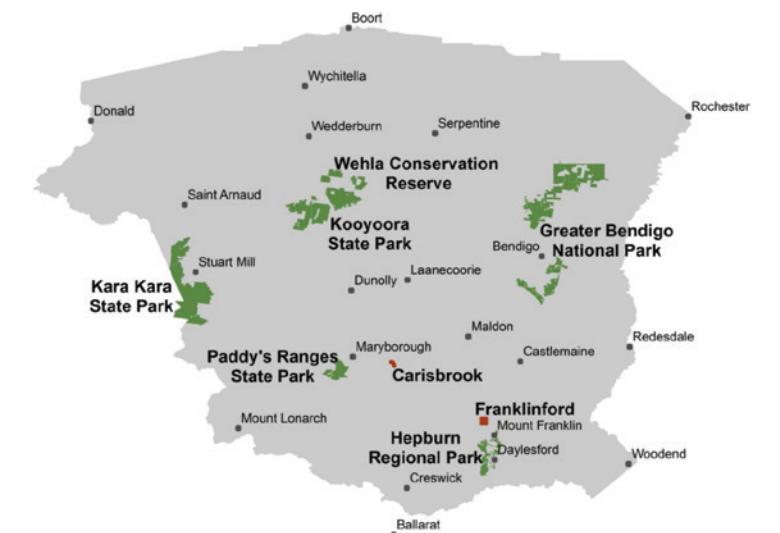 Boort
Wychitella
Donald
Rochester
Wedderburn
Serpentine
Wehla Conservation
Reserve
Saint Arnaud
Kooyoora
State Park
Greater Bendigo
National Park
Bendigo
Stuart Mill
Laanecoorie
Dunolly
Kara Kara
State Park
Maldon
Redesdale
Maryborough
Castlemaine
Paddy's Ranges
State Park
Carisbrook
Franklinford
Mount Lonarch
Mount Franklin
Hepburn
Regional Park
Daylesford
Woodend
Creswick
Ballarat